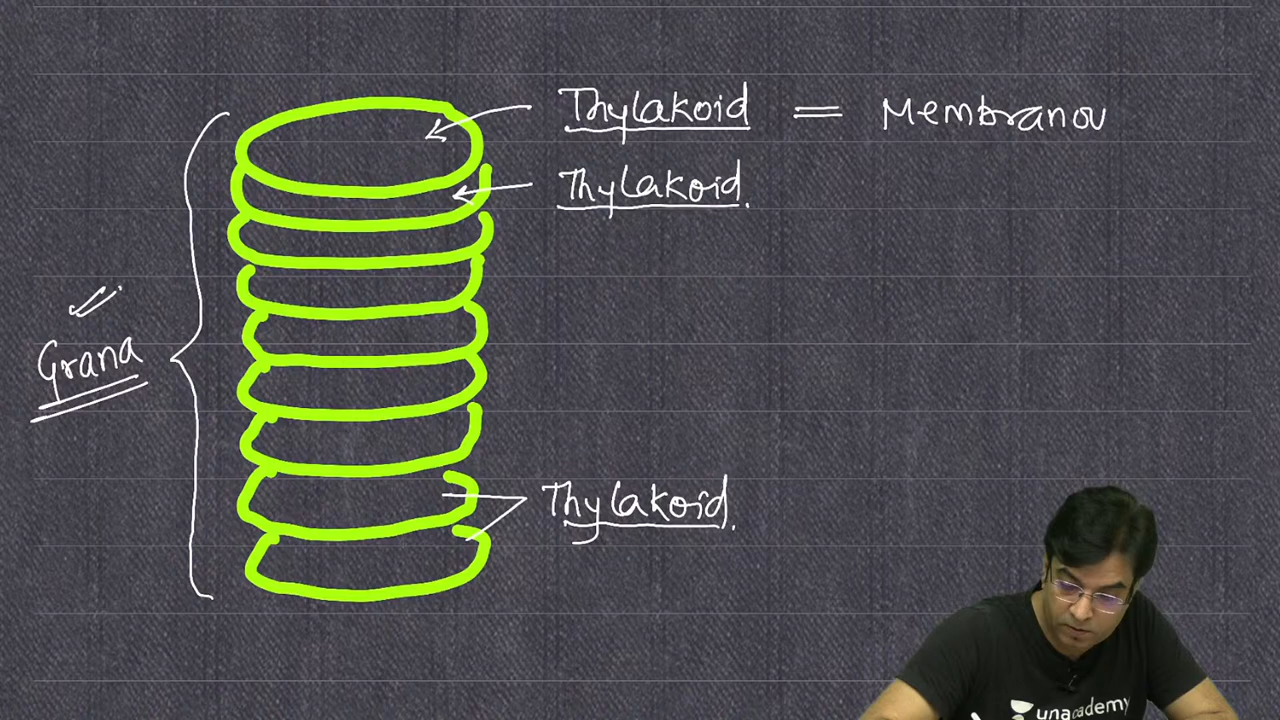 Thylakoid = Membranou
Thylakoid.
Grana
Thylakoid.
unacademy